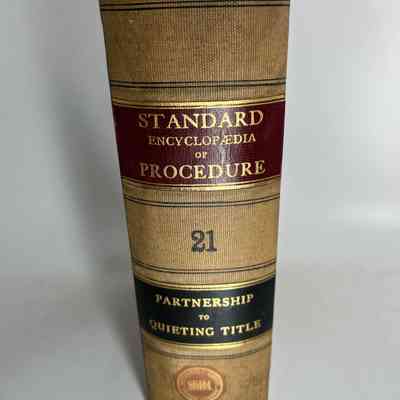 STANDARD
ENCYCLOPÆDIA
OF
PROCEDURE
21
PARTNERSHIP
TO
QUIETING TITLE